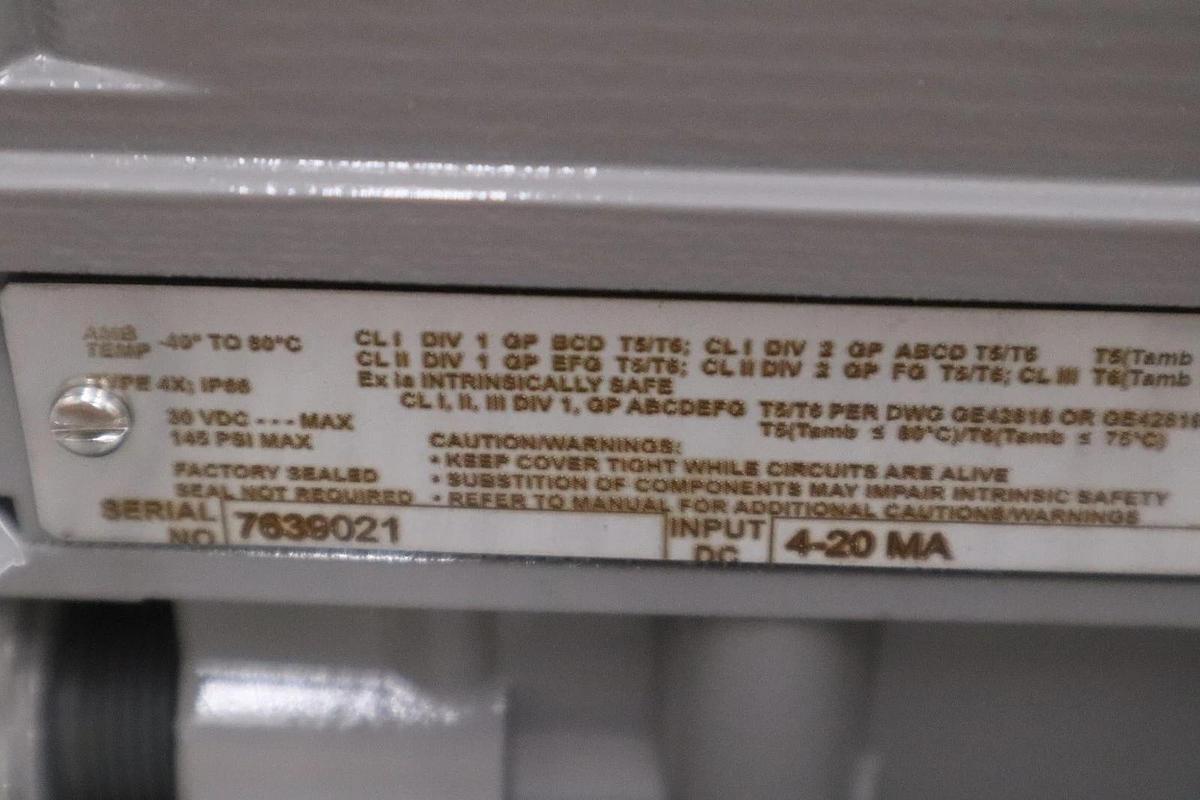 AMB
TEMP -40° TO 80°C
TYPE 4X; IP66
30 VDC --- MAX
145 PSI MAX
FACTORY SEALED
SEAL NOT REQUIRED
CL I DIV 1 GP BCD T5/T6; CL I DIV 2 GP ABCD T5/T6 T5(Tamb
CL II DIV 1 GP EFG T5/T6; CL II DIV 2 GP FG T5/T6; CL III T6(Tamb
Ex ia INTRINSICALLY SAFE
CL I, II, III DIV 1, GP ABCDEFG T5/T6 PER DWG GE42818 OR
T5(Tamb ≤ 80°C)/T6(Tamb ≤ 75°C)
CAUTION/WARNINGS:
• KEEP COVER TIGHT WHILE CIRCUITS ARE ALIVE
• SUBSTITION OF COMPONENTS MAY IMPAIR INTRINSIC SAFETY
• REFER TO MANUAL FOR ADDITIONAL CAUTIONS/WARNINGS
SERIAL
NO 7639021
INPUT
DC 4-20 MA